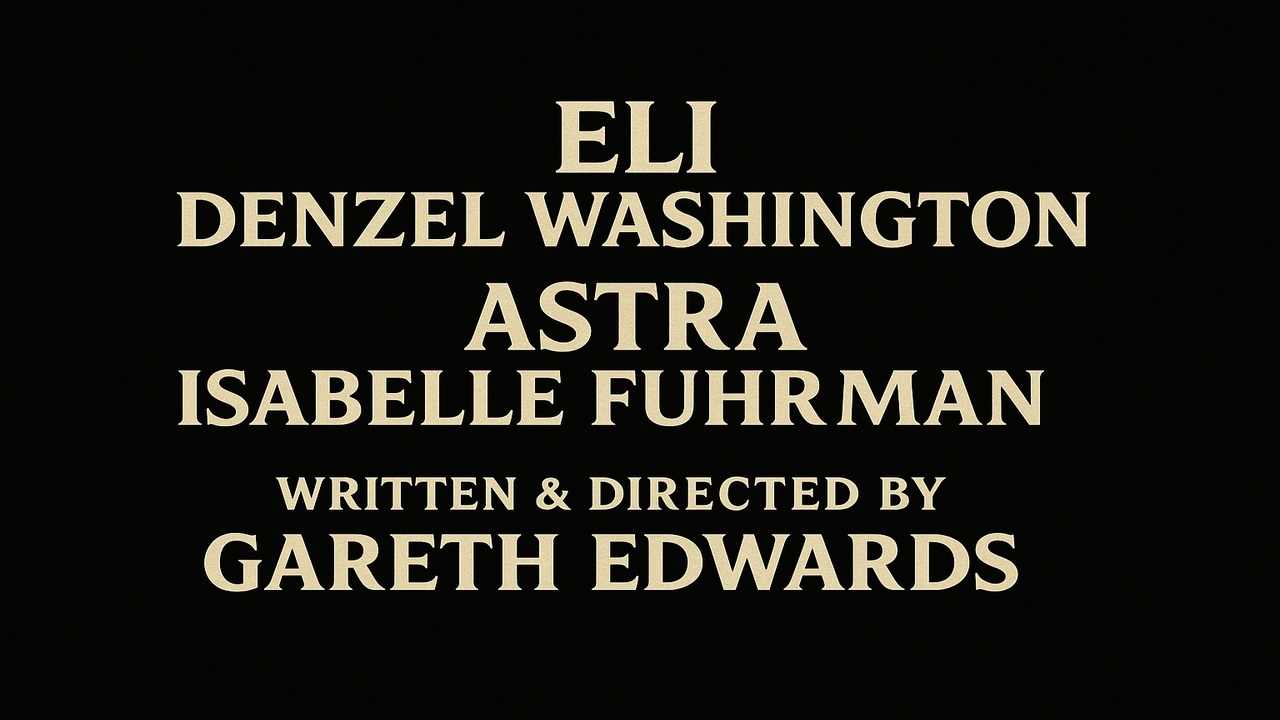 ELI
DENZEL WASHINGTON
ASTRA
ISABELLE FUHRMAN
WRITTEN & DIRECTED BY
GARETH EDWARDS